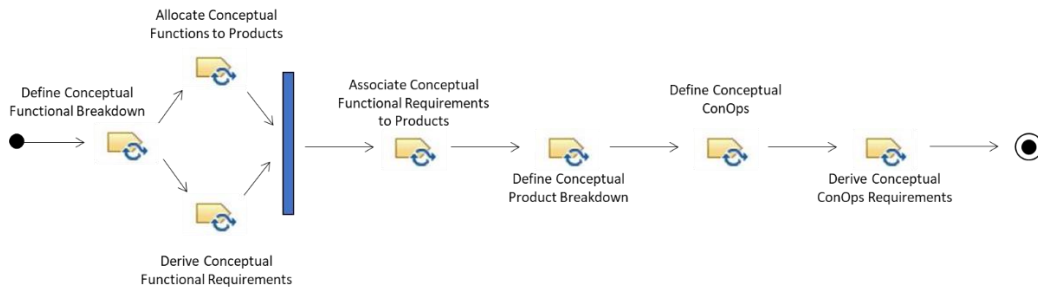 Allocate Conceptual
Functions to Products
Define Conceptual
Functional Breakdown
Derive Conceptual
Functional Requirements
Associate Conceptual
Functional Requirements
to Products
Define Conceptual
Product Breakdown
Define Conceptual
ConOps
Derive Conceptual
ConOps Requirements